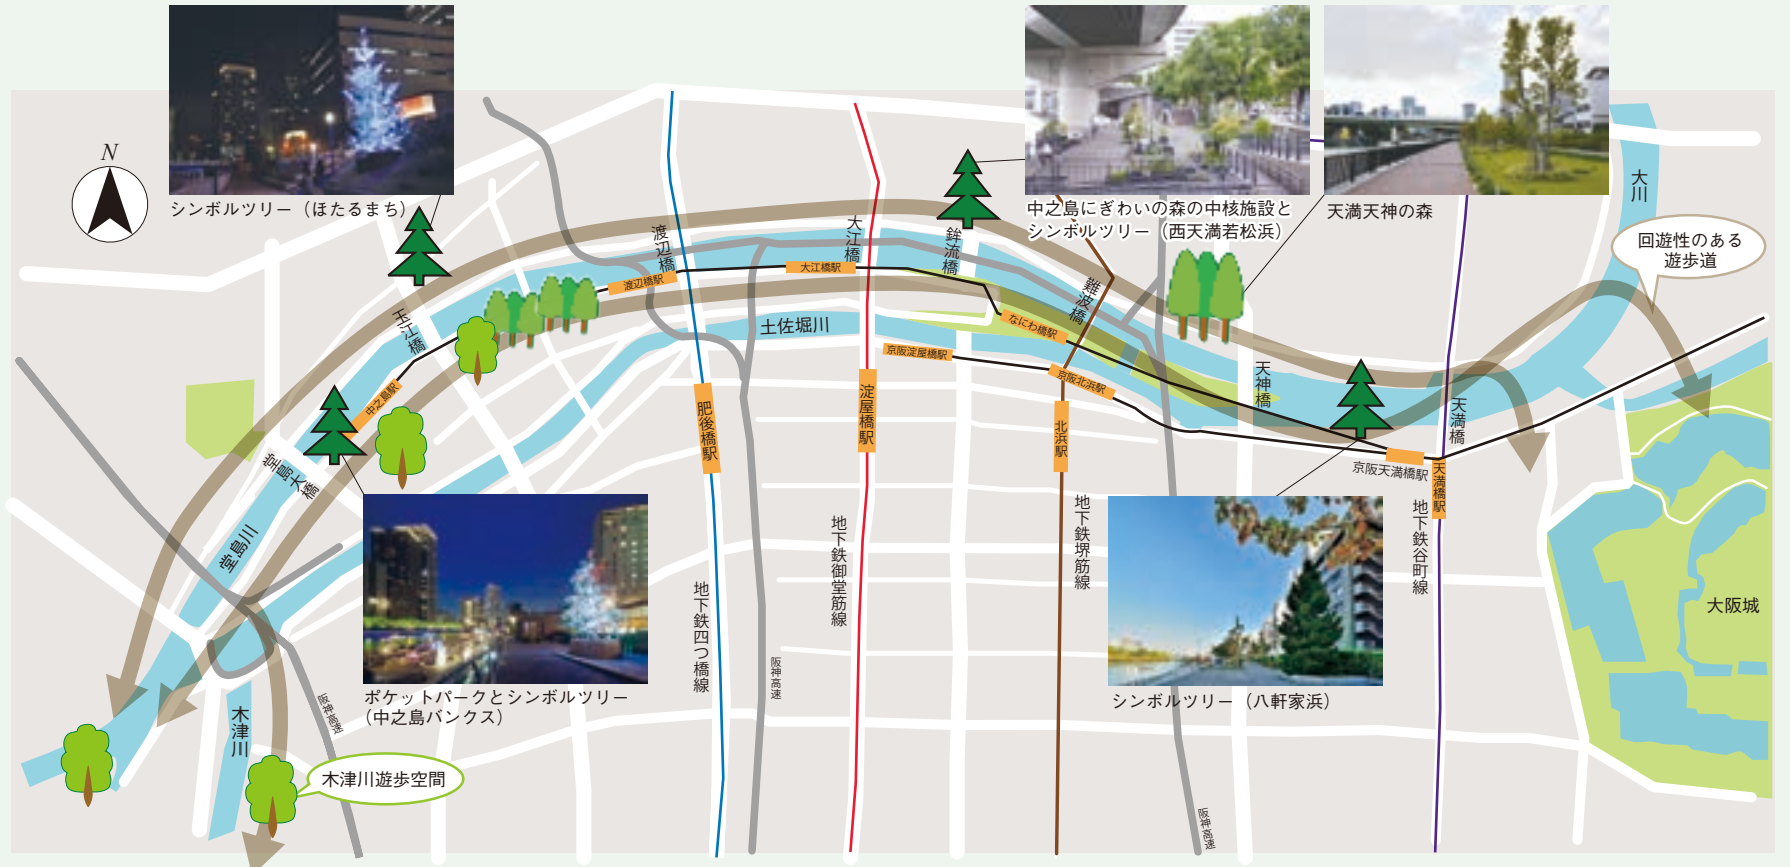 N
シンボルツリー（ほたるまち）
中之島にぎわいの森の中核施設と
シンボルツリー（西天満若松浜）
天満天神の森
大川
回遊性のある
遊歩道
渡辺橋
大江橋
鉾流橋
難波橋
渡辺橋駅
大江橋駅
なにわ橋駅
土佐堀川
玉江橋
京阪淀屋橋駅
京阪北浜駅
中之島駅
天神橋
天満橋
肥後橋駅
淀屋橋駅
北浜駅
京阪天満橋駅
天満橋駅
堂島大橋
堂島川
地下鉄四つ橋線
地下鉄御堂筋線
地下鉄堺筋線
地下鉄谷町線
大阪城
阪神高速
ポケットパークとシンボルツリー
（中之島バンクス）
シンボルツリー（八軒家浜）
阪神高速
木津川
木津川遊歩空間
阪神高速